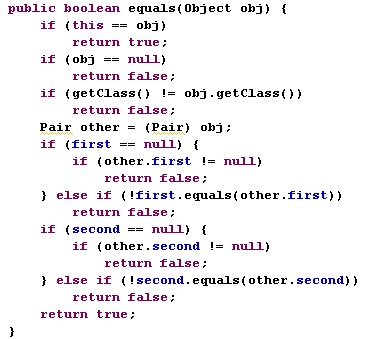 public boolean equals(Object obj) {
    if (this == obj)
        return true;
    if (obj == null)
        return false;
    if (getClass() != obj.getClass())
        return false;
    Pair other = (Pair) obj;
    if (first == null) {
        if (other.first != null)
            return false;
    } else if (!first.equals(other.first))
        return false;
    if (second == null) {
        if (other.second != null)
            return false;
    } else if (!second.equals(other.second))
        return false;
    return true;
}